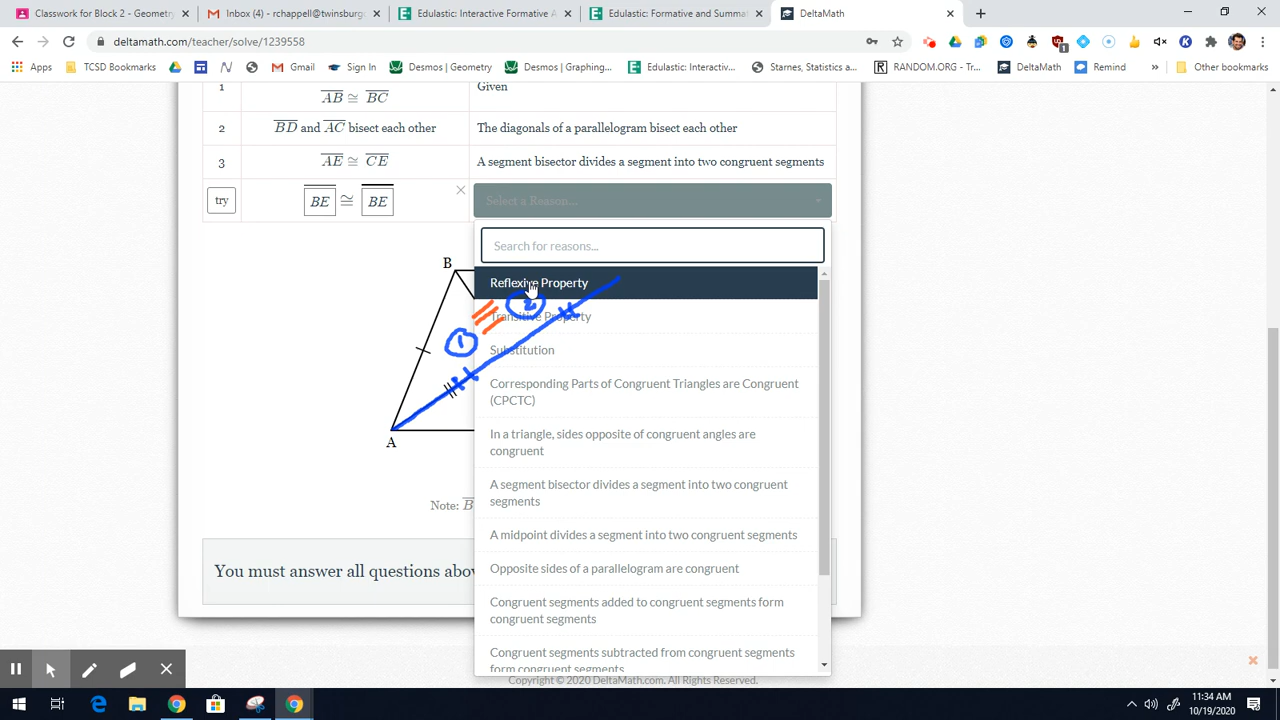 Classwork for Block 2 - Geometry
Inbox (4) - rchappell@twinsburg
Edulastic Interactive Formative A
Edulastic: Formative and Summa
DeltaMath
deltamath.com/teacher/solve/1239558
1
Apps
TCSD Bookmarks
Gmail
Sign In
Desmos | Geometry
Desmos | Graphing...
Edulastic: Interactiv...
Starnes, Statistics a...
RANDOM.ORG - Tr...
DeltaMath
Remind
Other bookmarks
1
AB ≅ BC
Given
2
BD and AC bisect each other
The diagonals of a parallelogram bisect each other
3
AE ≅ CE
A segment bisector divides a segment into two congruent segments
try
BE ≅ BE
Select a Reason...
Search for reasons...
B
Reflexive Property
2
Transitive Property
1
Substitution
Corresponding Parts of Congruent Triangles are Congruent
(CPCTC)
A
In a triangle, sides opposite of congruent angles are
congruent
A segment bisector divides a segment into two congruent
segments
Note: B
A midpoint divides a segment into two congruent segments
Opposite sides of a parallelogram are congruent
You must answer all questions abov
Congruent segments added to congruent segments form
congruent segments
Congruent segments subtracted from congruent segments
form congruent segments
Copyright © 2020 DeltaMath.com. All Rights Reserved.
11:34 AM
10/19/2020